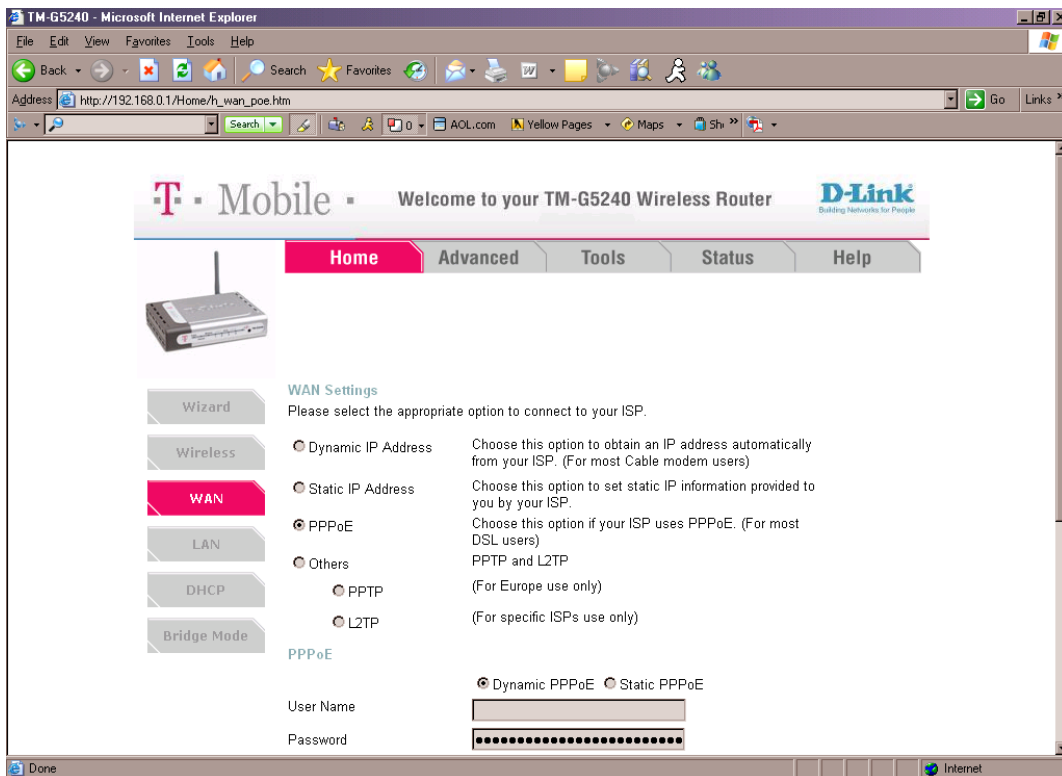 TM-G5240 - Microsoft Internet Explorer
File Edit View Favorites Tools Help
Back Search Favorites
Address http://192.168.0.1/Home/h_wan_poe.htm Go Links »
Search 0 AOL.com Yellow Pages Maps Sh »
T · Mobile · Welcome to your TM-G5240 Wireless Router D-Link
Building Networks for People
Home Advanced Tools Status Help
WAN Settings
Wizard
Please select the appropriate option to connect to your ISP.
Dynamic IP Address Choose this option to obtain an IP address automatically
from your ISP. (For most Cable modem users)
Wireless
Static IP Address Choose this option to set static IP information provided to
you by your ISP.
WAN
PPPoE Choose this option if your ISP uses PPPoE. (For most
DSL users)
LAN
Others PPTP and L2TP
DHCP
PPTP (For Europe use only)
L2TP (For specific ISPs use only)
Bridge Mode
PPPoE
Dynamic PPPoE Static PPPoE
User Name
Password ●●●●●●●●●●●●●●●●●●●●●●●●●
Done Internet